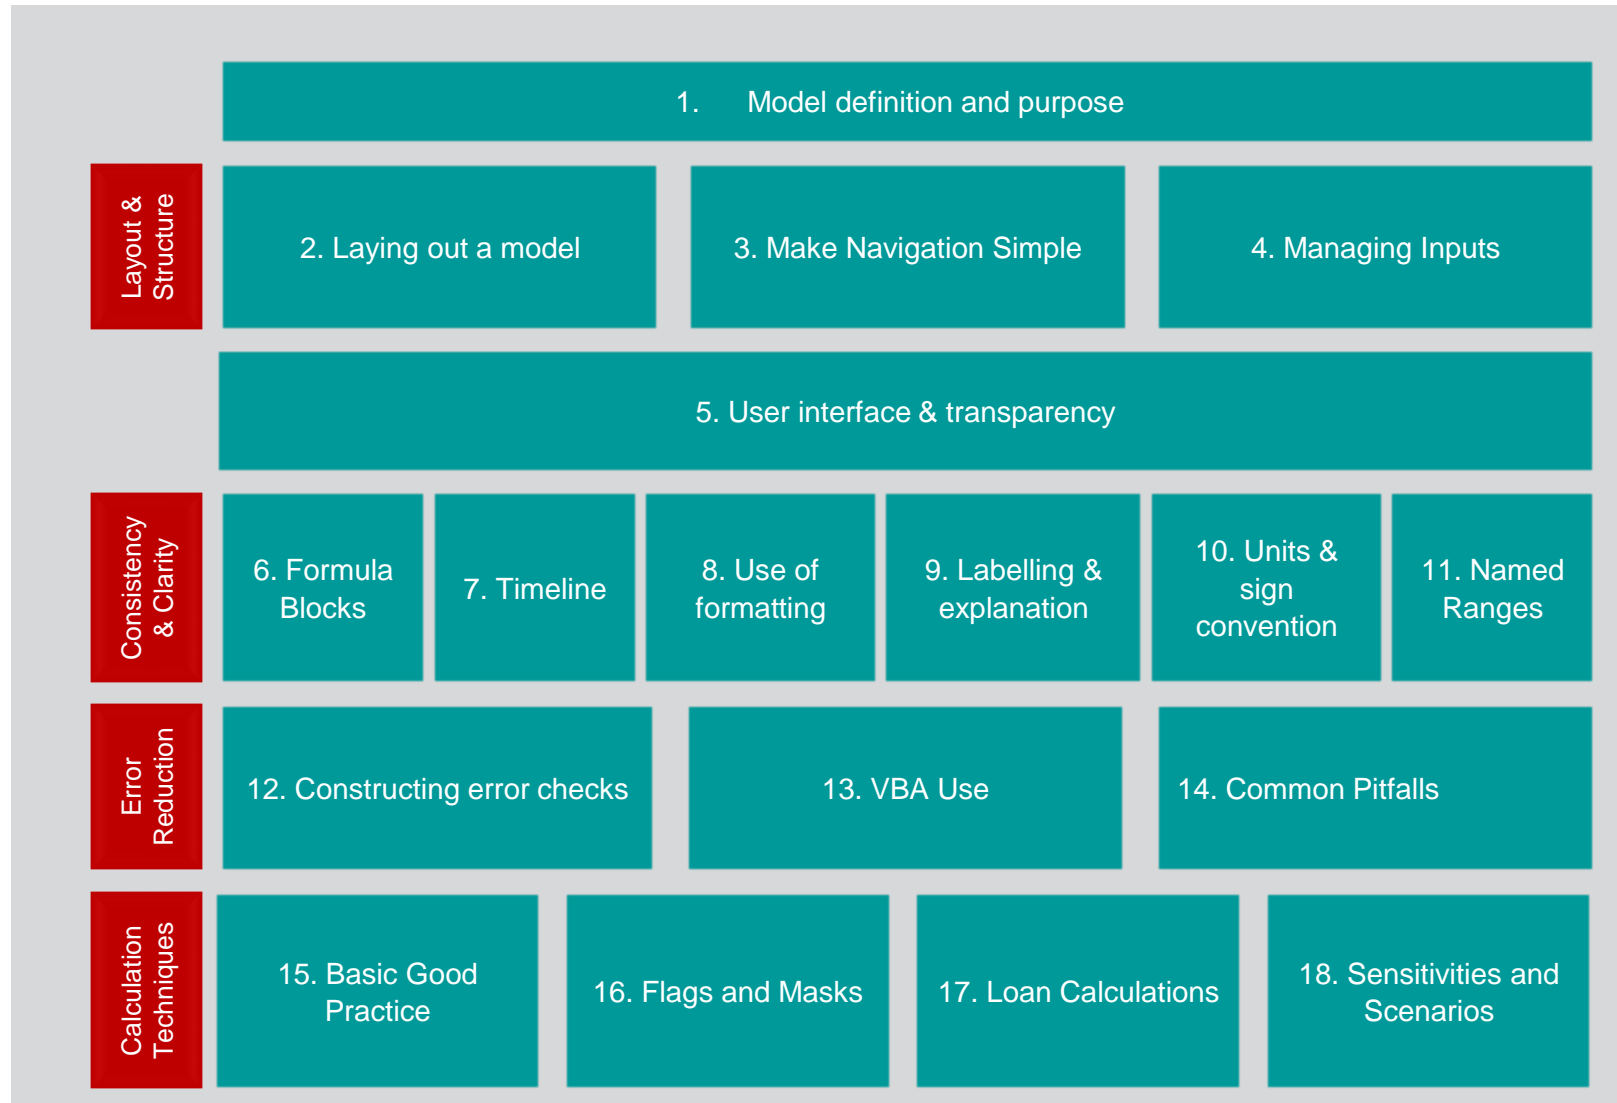 1. Model definition and purpose
Layout &
Structure
2. Laying out a model
3. Make Navigation Simple
4. Managing Inputs
5. User interface & transparency
Consistency
& Clarity
6. Formula
Blocks
7. Timeline
8. Use of
formatting
9. Labelling &
explanation
10. Units &
sign
convention
11. Named
Ranges
Error
Reduction
12. Constructing error checks
13. VBA Use
14. Common Pitfalls
Calculation
Techniques
15. Basic Good
Practice
16. Flags and Masks
17. Loan Calculations
18. Sensitivities and
Scenarios